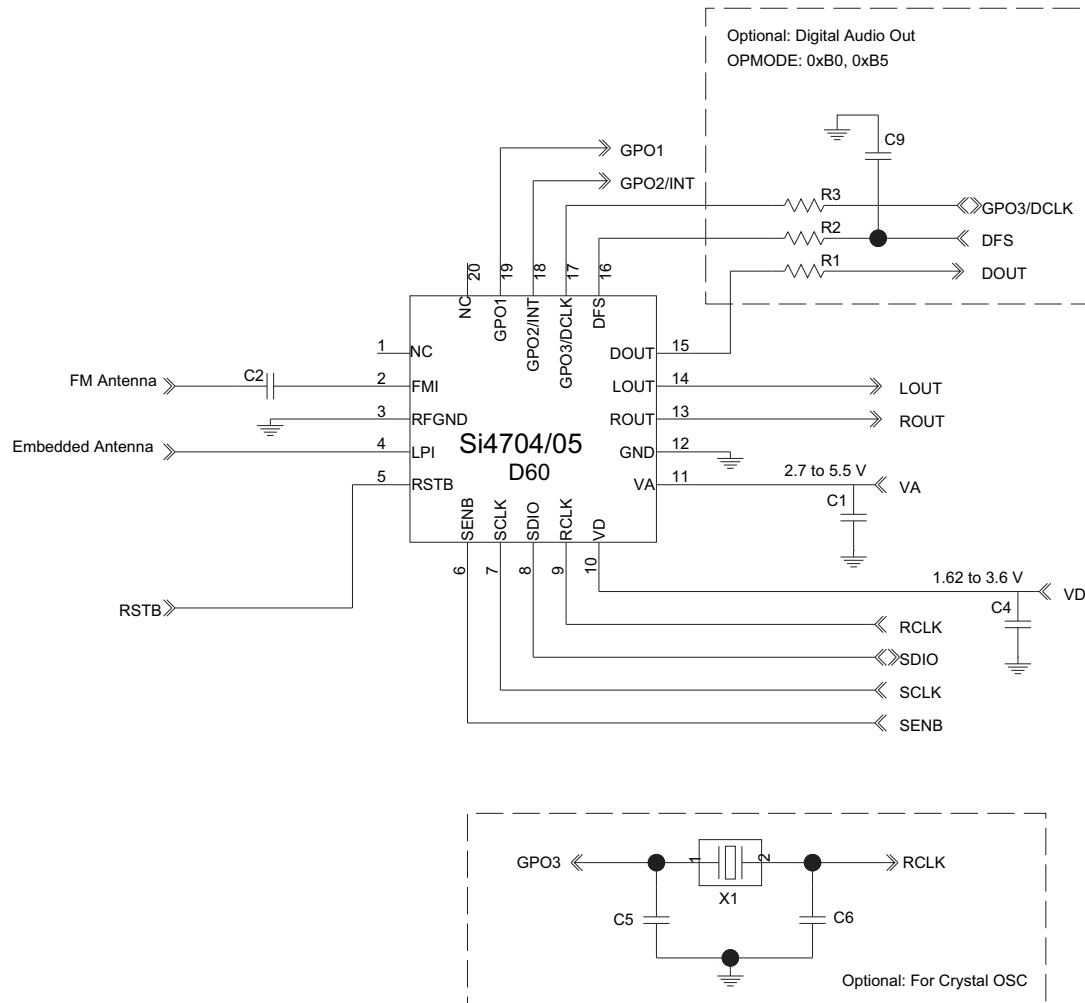 Optional: Digital Audio Out
OPMODE: 0xB0, 0xB5
C9
GPO1
GPO2/INT
R3
GPO3/DCLK
R2
DFS
R1
DOUT
20
19
18
17
16
NC
GPO1
GPO2/INT
GPO3/DCLK
DFS
1
NC
DOUT
15
FM Antenna
C2
2
FMI
LOUT
14
LOUT
3
RFGND
ROUT
13
ROUT
Embedded Antenna
4
LPI
Si4704/05
D60
GND
12
5
RSTB
VA
11
2.7 to 5.5 V
VA
C1
SENB
SCLK
SDIO
RCLK
VD
6
7
8
9
10
1.62 to 3.6 V
VD
C4
RSTB
RCLK
SDIO
SCLK
SENB
GPO3
1
2
RCLK
X1
C5
C6
Optional: For Crystal OSC